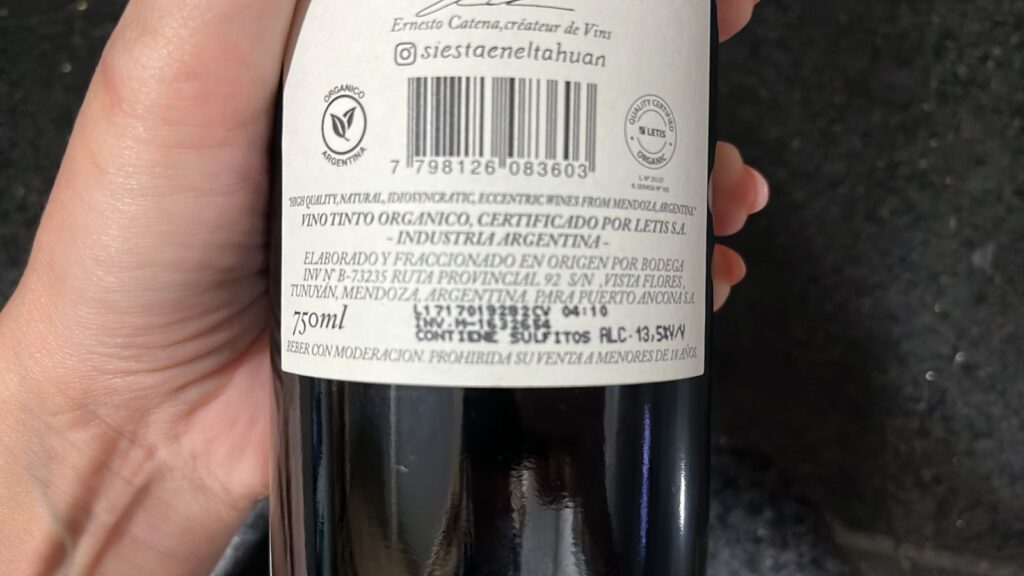 Ernesto Catena, créateur de Vins
siestaeneltahuan
ORGANICO
ARGENTINA
7 798126 083603
QUALITY CERTIFIED
LETIS
ORGANIC
"HIGH QUALITY, NATURAL, IDIOSYNCRATIC, ECCENTRIC WINES FROM MENDOZA, ARGENTINA."
VINO TINTO ORGANICO, CERTIFICADO POR LETIS S.A.
- INDUSTRIA ARGENTINA -
ELABORADO Y FRACCIONADO EN ORIGEN POR BODEGA
INV Nº B-73235 RUTA PROVINCIAL 92 S/N , VISTA FLORES,
TUNUYÁN, MENDOZA, ARGENTINA, PARA PUERTO ANCONA S.A.
750ml
04:10
CONTIENE SULFITOS ALC. 13,5%V/V
BEBER CON MODERACION. PROHIBIDA SU VENTA A MENORES DE 18 AÑOS.